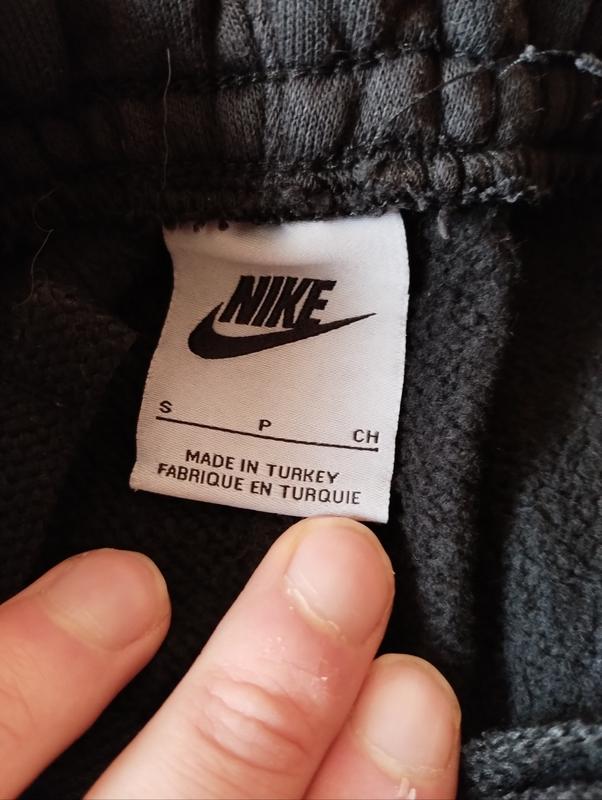 NIKE
S P CH
MADE IN TURKEY
FABRIQUE EN TURQUIE